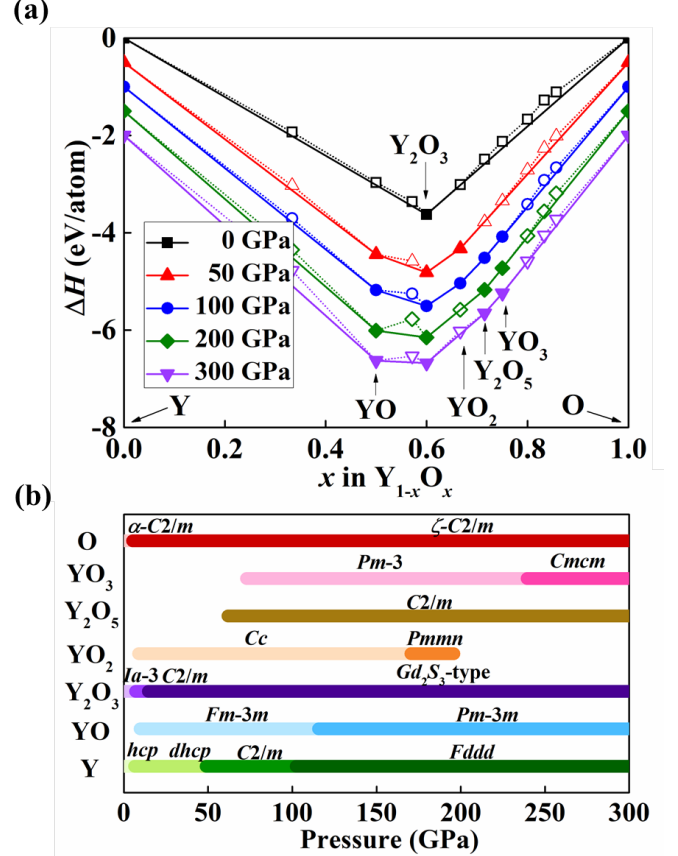 (a)
0
-2
-4
-6
-8
ΔH (eV/atom)
Y₂O₃
0 GPa
50 GPa
100 GPa
200 GPa
300 GPa
YO₃
Y₂O₅
YO₂
YO
Y
O
0.0 0.2 0.4 0.6 0.8 1.0
x in Y₁₋ₓOₓ
(b)
α-C2/m ζ-C2/m
O
Pm-3 Cmcm
YO₃
C2/m
Y₂O₅
Cc Pmmn
YO₂
Ia-3 C2/m Gd₂S₃-type
Y₂O₃
Fm-3m Pm-3m
YO
hcp dhcp C2/m Fddd
Y
0 50 100 150 200 250 300
Pressure (GPa)